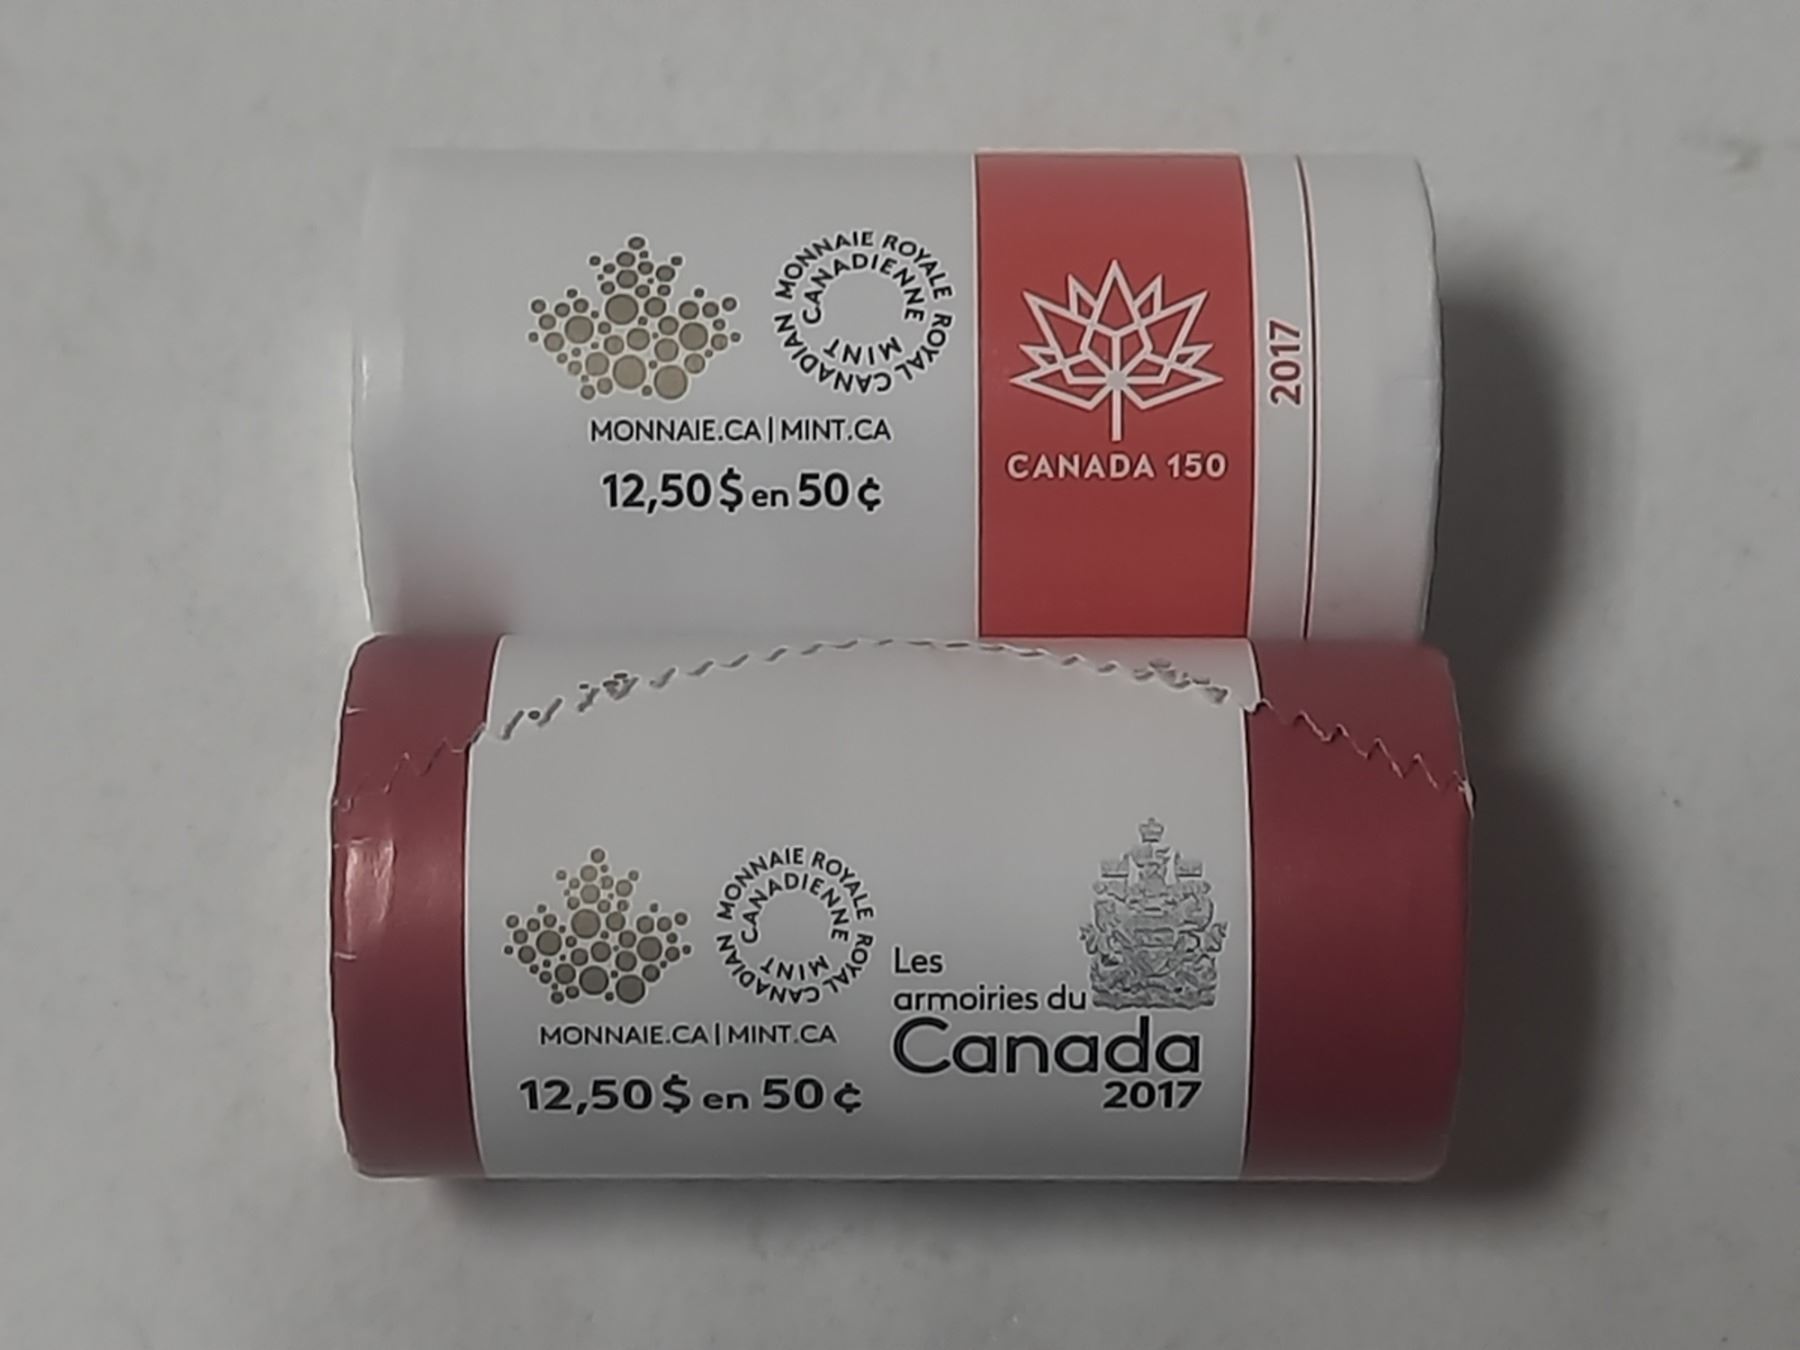 MONNAIE ROYALE CANADIENNE
ROYAL CANADIAN MINT
MONNAIE.CA | MINT.CA
12,50 $ en 50 ¢
CANADA 150
2017
MONNAIE ROYALE CANADIENNE
ROYAL CANADIAN MINT
MONNAIE.CA | MINT.CA
12,50 $ en 50 ¢
Les
armoiries du
Canada
2017